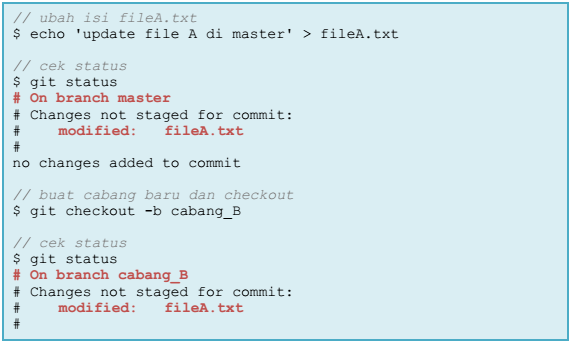 // ubah isi fileA.txt
$ echo 'update file A di master' > fileA.txt
// cek status
$ git status
# On branch master
# Changes not staged for commit:
#    modified:   fileA.txt
#
no changes added to commit
// buat cabang baru dan checkout
$ git checkout -b cabang_B
// cek status
$ git status
# On branch cabang_B
# Changes not staged for commit:
#    modified:   fileA.txt
#